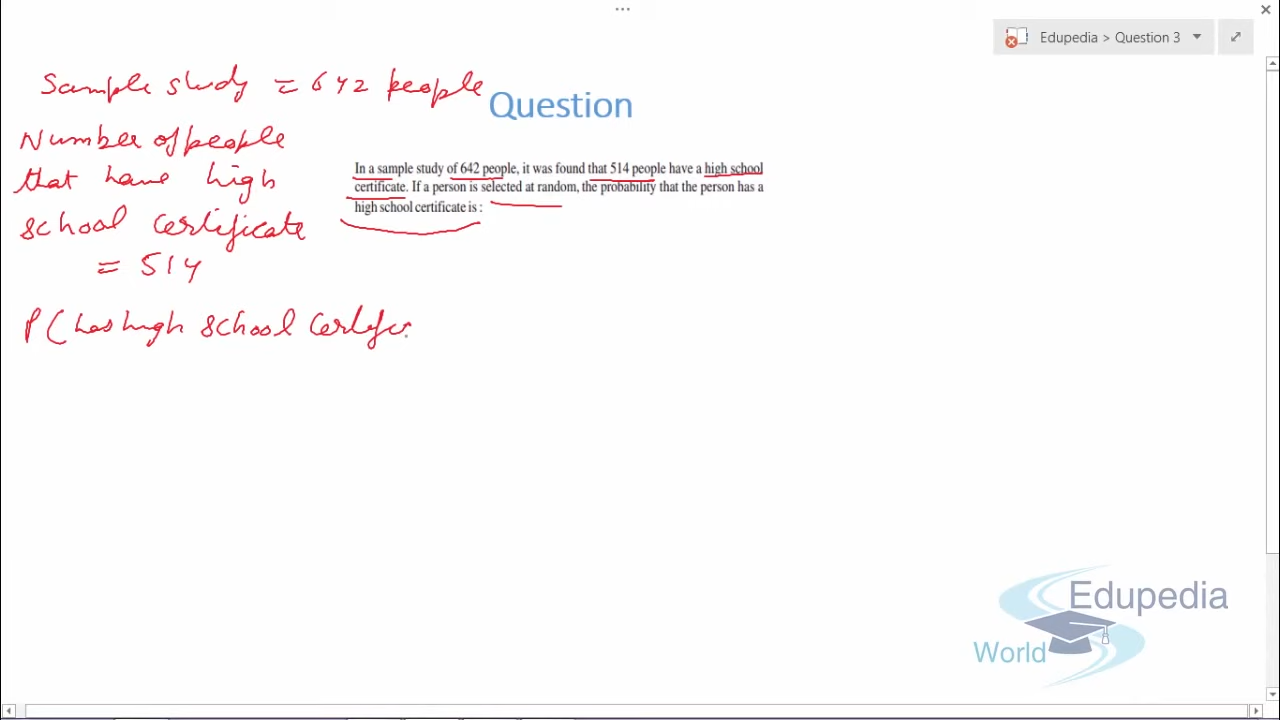 Edupedia > Question 3
Sample study = 642 people
Question
Number of people
that have high
school certificate
= 514
In a sample study of 642 people, it was found that 514 people have a high school
certificate. If a person is selected at random, the probability that the person has a
high school certificate is :
P (has high school Certific
Edupedia
World